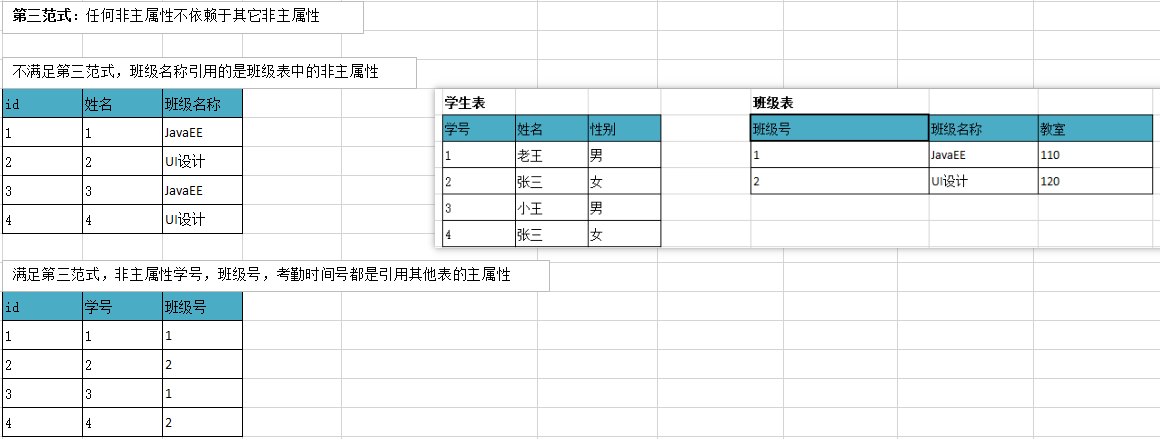 第三范式：任何非主属性不依赖于其它非主属性
不满足第三范式，班级名称引用的是班级表中的非主属性
id 姓名 班级名称
1 1 JavaEE
2 2 UI设计
3 3 JavaEE
4 4 UI设计
学生表
学号 姓名 性别
1 老王 男
2 张三 女
3 小王 男
4 张三 女
班级表
班级号 班级名称 教室
1 JavaEE 110
2 UI设计 120
满足第三范式，非主属性学号，班级号，考勤时间号都是引用其他表的主属性
id 学号 班级号
1 1 1
2 2 2
3 3 1
4 4 2